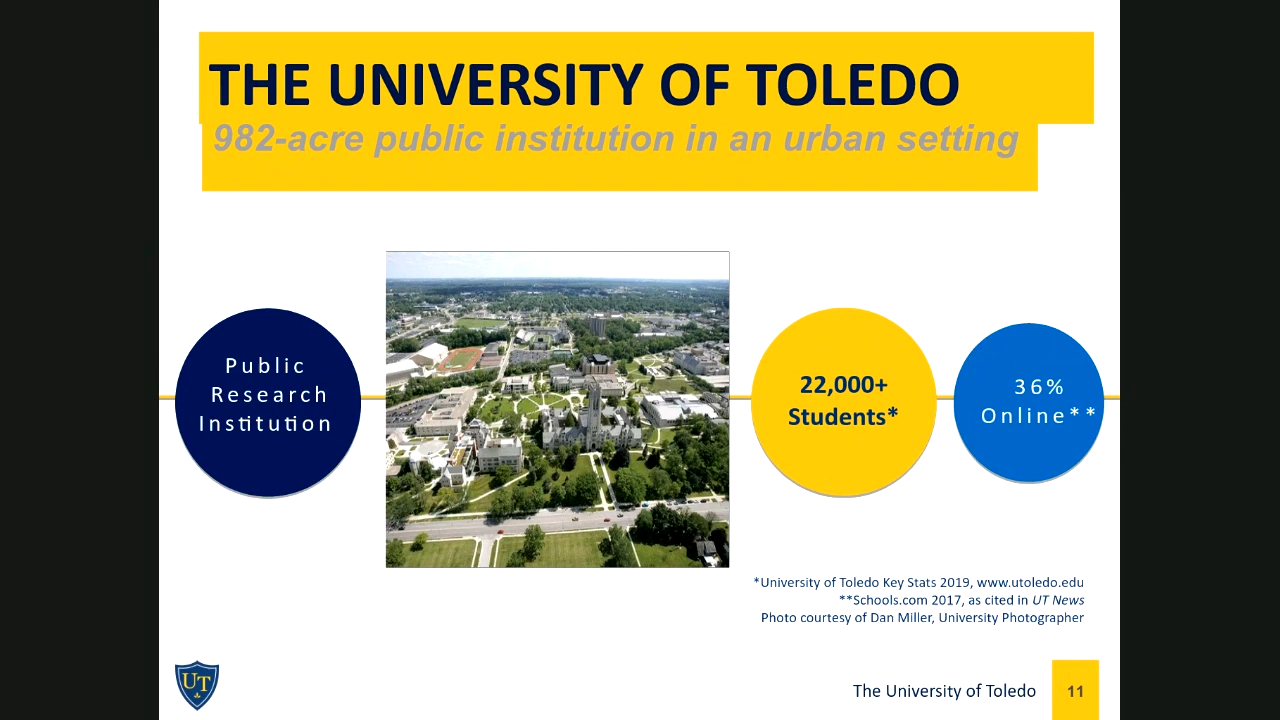 THE UNIVERSITY OF TOLEDO
982-acre public institution in an urban setting
Public
Research
Institution
22,000+
Students*
36%
Online**
*University of Toledo Key Stats 2019, www.utoledo.edu
**Schools.com 2017, as cited in UT News
Photo courtesy of Dan Miller, University Photographer
UT
The University of Toledo
11